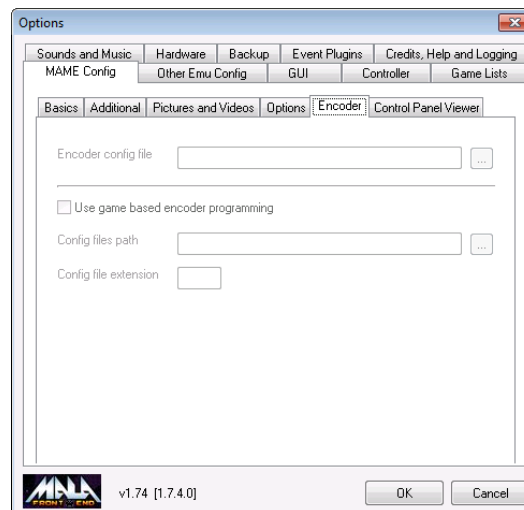 Options
Sounds and Music Hardware Backup Event Plugins Credits, Help and Logging
MAME Config Other Emu Config GUI Controller Game Lists
Basics Additional Pictures and Videos Options Encoder Control Panel Viewer
Encoder config file ...
Use game based encoder programming
Config files path ...
Config file extension
MALA
FRONT END
v1.74 [1.7.4.0] OK Cancel